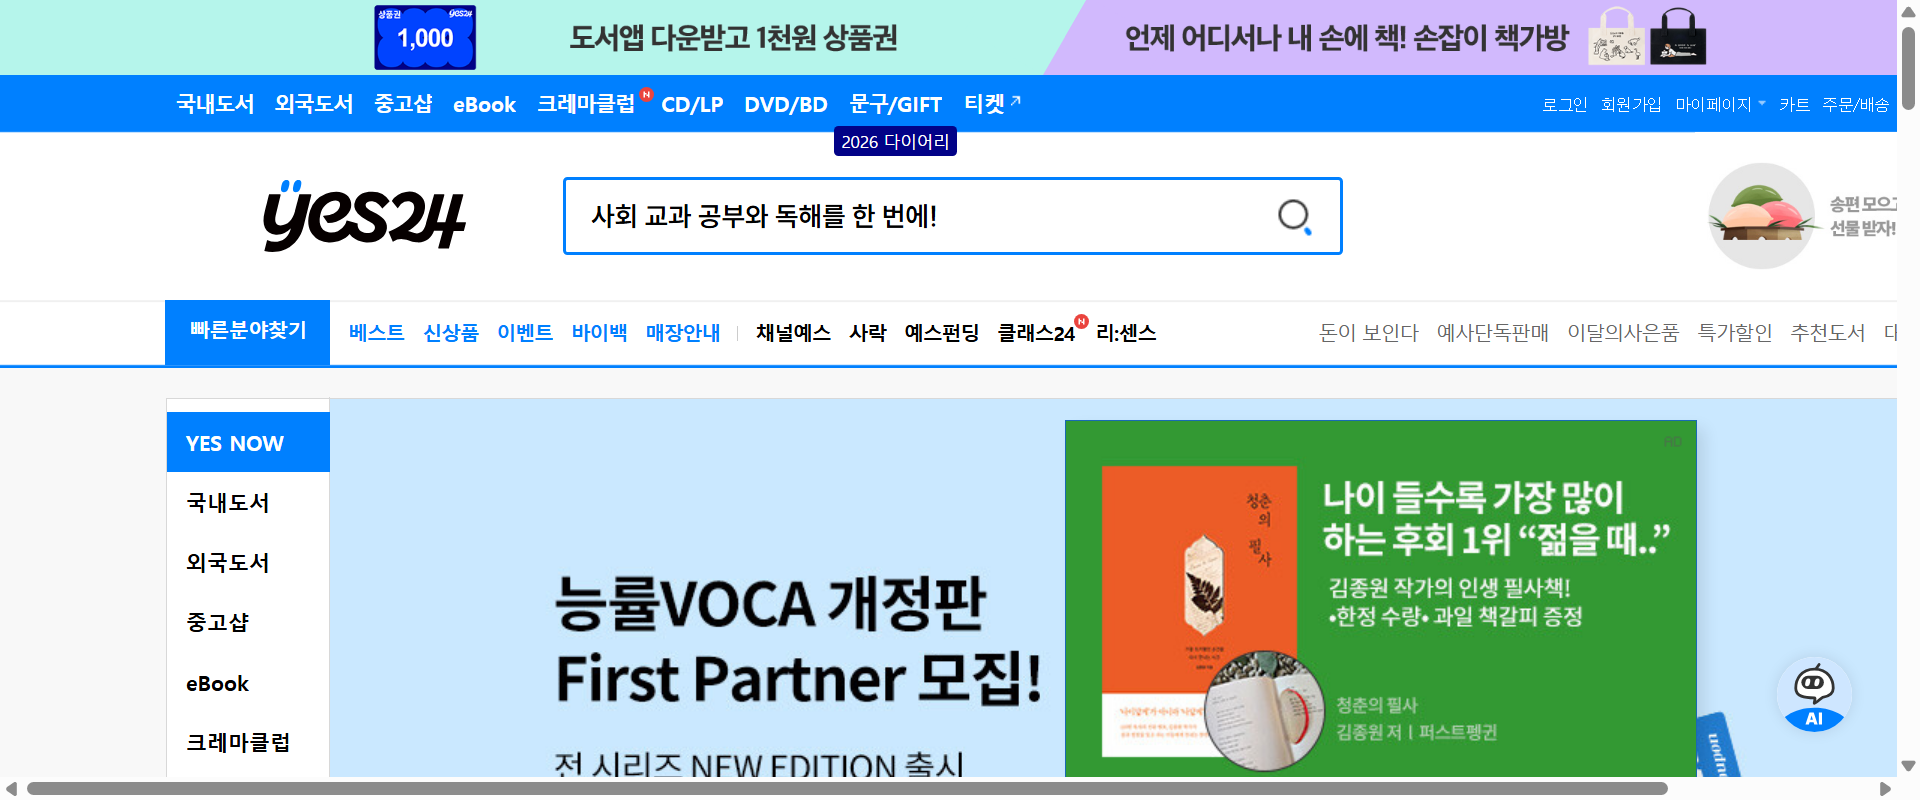 상품권 yes24
1,000
도서앱 다운받고 1천원 상품권
언제 어디서나 내 손에 책! 손잡이 책가방
국내도서 외국도서 중고샵 eBook 크레마클럽 N CD/LP DVD/BD 문구/GIFT 티켓
로그인 회원가입 마이페이지 카트 주문/배송
2026 다이어리
yes24
사회 교과 공부와 독해를 한 번에!
송편 모으고
선물 받자!
빠른분야찾기
베스트 신상품 이벤트 바이백 매장안내 채널예스 사락 예스펀딩 클래스24 N 리:센스
돈이 보인다 예사단독판매 이달의사은품 특가할인 추천도서
YES NOW
국내도서
외국도서
중고샵
eBook
크레마클럽
능률VOCA 개정판
First Partner 모집!
전 시리즈 NEW EDITION 출시
AD
청춘의 필사
나이 들수록 가장 많이
하는 후회 1위 “젊을 때..”
김종원 작가의 인생 필사책!
•한정 수량• 과일 책갈피 증정
청춘의 필사
김종원 저 | 퍼스트펭귄
AI